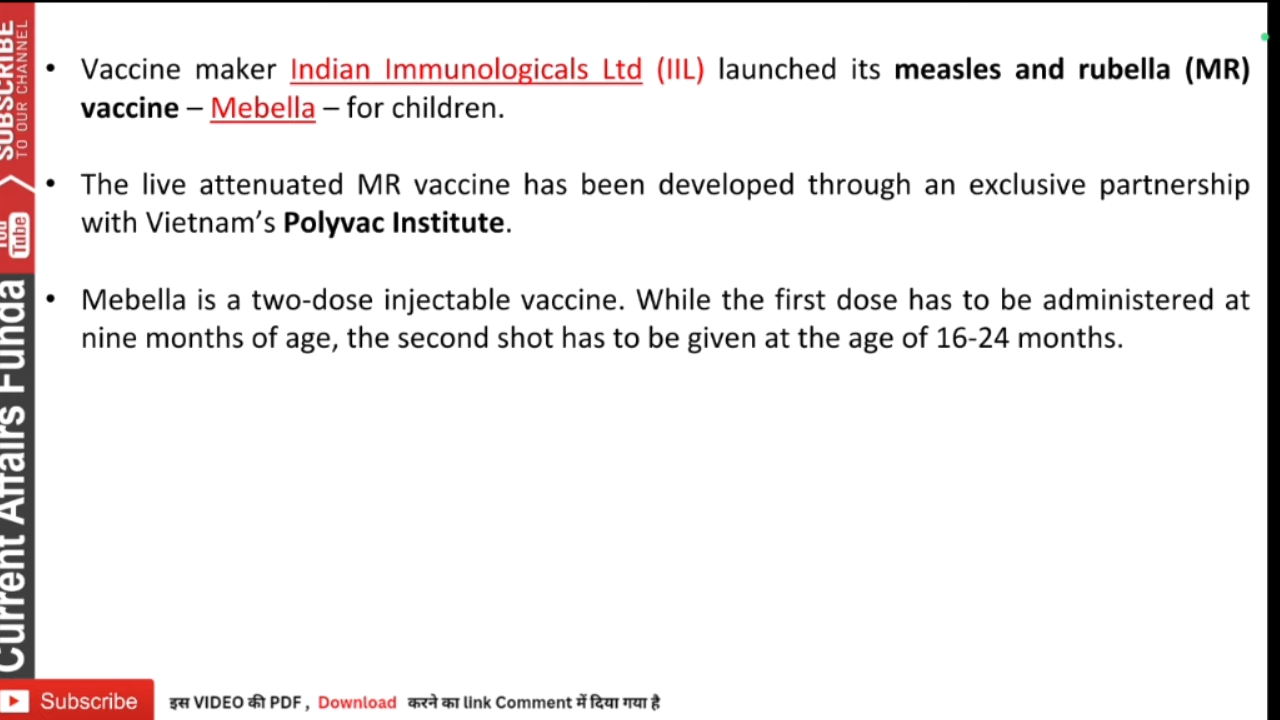 • Vaccine maker Indian Immunologicals Ltd (IIL) launched its measles and rubella (MR)
vaccine – Mebella – for children.
• The live attenuated MR vaccine has been developed through an exclusive partnership
with Vietnam’s Polyvac Institute.
• Mebella is a two-dose injectable vaccine. While the first dose has to be administered at
nine months of age, the second shot has to be given at the age of 16-24 months.
SUBSCRIBE
TO OUR CHANNEL
You
Tube
Current Affairs Funda
Subscribe
इस VIDEO की PDF , Download करने का link Comment में दिया गया है